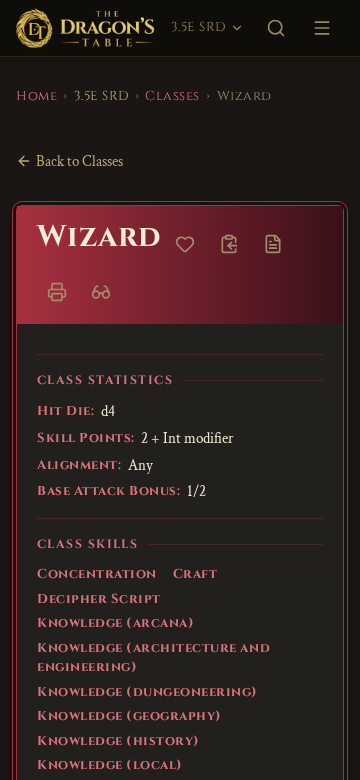 THE
DRAGON'S
TABLE
DT
3.5E SRD
Home › 3.5E SRD › Classes › Wizard
Back to Classes
Wizard
Class Statistics
Hit Die: d4
Skill Points: 2 + Int modifier
Alignment: Any
Base Attack Bonus: 1/2
Class Skills
Concentration Craft
Decipher Script
Knowledge (arcana)
Knowledge (architecture and
engineering)
Knowledge (dungeoneering)
Knowledge (geography)
Knowledge (history)
Knowledge (local)